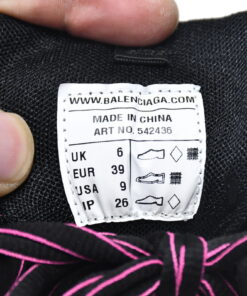 WWW.BALENCIAGA.COM
MADE IN CHINA
ART NO. 542436
UK 6
EUR 39
USA 9
JP 26